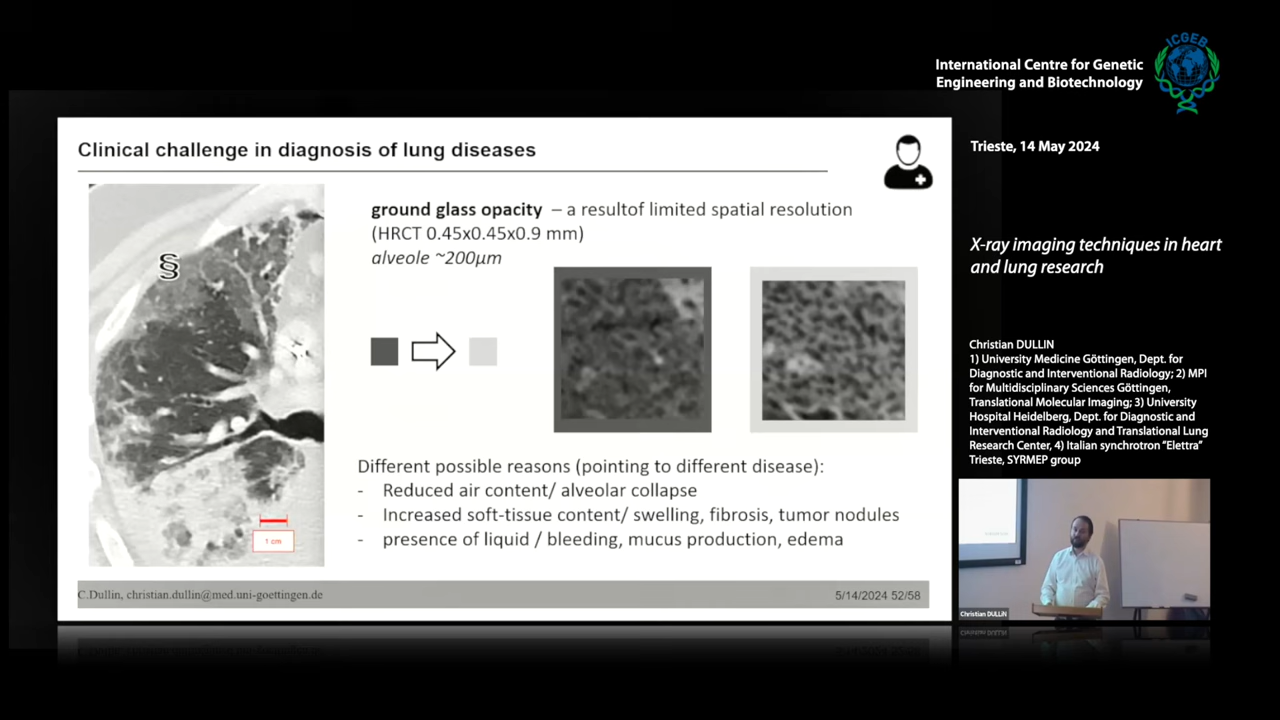 International Centre for Genetic
Engineering and Biotechnology
ICGEB
Trieste, 14 May 2024
X-ray imaging techniques in heart
and lung research
Christian DULLIN
1) University Medicine Göttingen, Dept. for
Diagnostic and Interventional Radiology; 2) MPI
for Multidisciplinary Sciences Göttingen,
Translational Molecular Imaging; 3) University
Hospital Heidelberg, Dept. for Diagnostic and
Interventional Radiology and Translational Lung
Research Center, 4) Italian synchrotron “Elettra”
Trieste, SYRMEP group
Christian DULLIN
Clinical challenge in diagnosis of lung diseases
ground glass opacity – a resultof limited spatial resolution
(HRCT 0.45x0.45x0.9 mm)
alveole ~200µm
§
1 cm
Different possible reasons (pointing to different disease):
- Reduced air content/ alveolar collapse
- Increased soft-tissue content/ swelling, fibrosis, tumor nodules
- presence of liquid / bleeding, mucus production, edema
C.Dullin, christian.dullin@med.uni-goettingen.de
5/14/2024 52/58